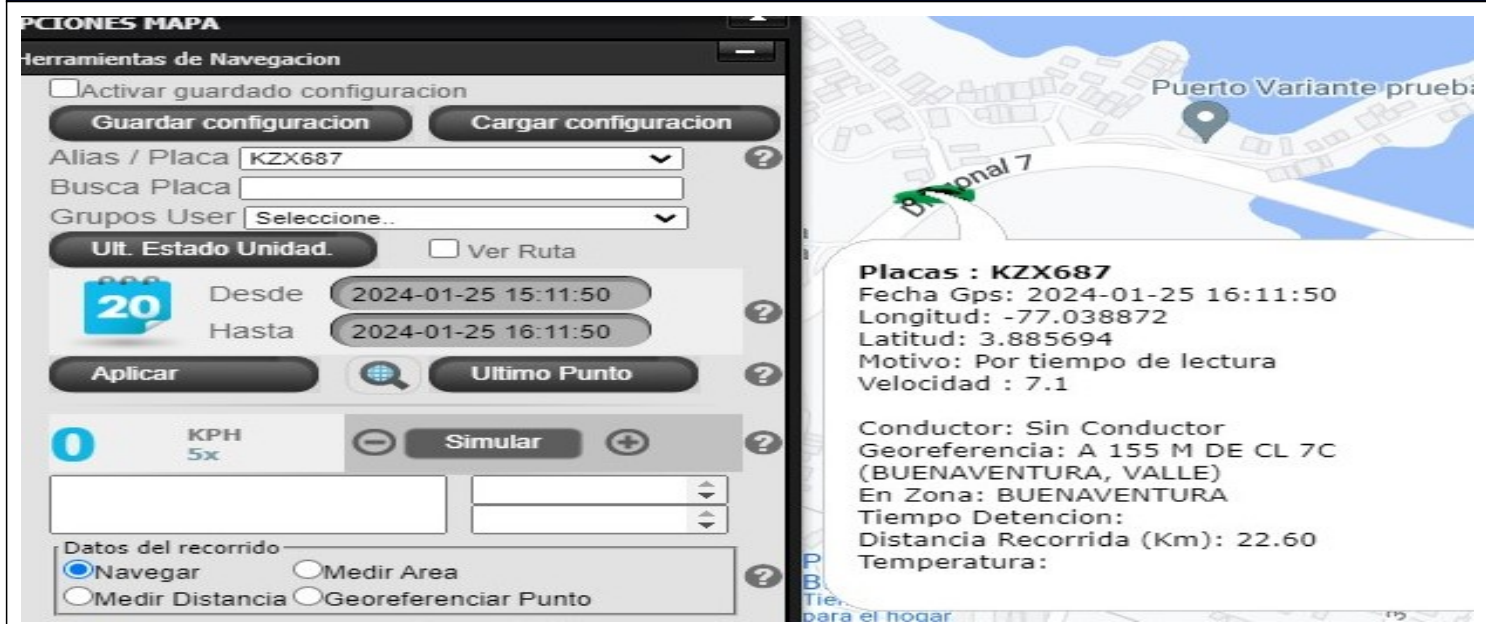 PCIONES MAPA
Herramientas de Navegacion
Activar guardado configuracion
Guardar configuracion
Cargar configuracion
Alias / Placa KZX687
?
Busca Placa
Grupos User Seleccione..
Ult. Estado Unidad.
Ver Ruta
20
Desde 2024-01-25 15:11:50
?
Hasta 2024-01-25 16:11:50
Aplicar
Ultimo Punto
?
0
KPH
5x
Simular
?
Datos del recorrido
Navegar
Medir Area
?
Medir Distancia
Georeferenciar Punto
Puerto Variante prueba
onal 7
Placas : KZX687
Fecha Gps: 2024-01-25 16:11:50
Longitud: -77.038872
Latitud: 3.885694
Motivo: Por tiempo de lectura
Velocidad : 7.1
Conductor: Sin Conductor
Georeferencia: A 155 M DE CL 7C
(BUENAVENTURA, VALLE)
En Zona: BUENAVENTURA
Tiempo Detencion:
Distancia Recorrida (Km): 22.60
Temperatura:
para el hogar